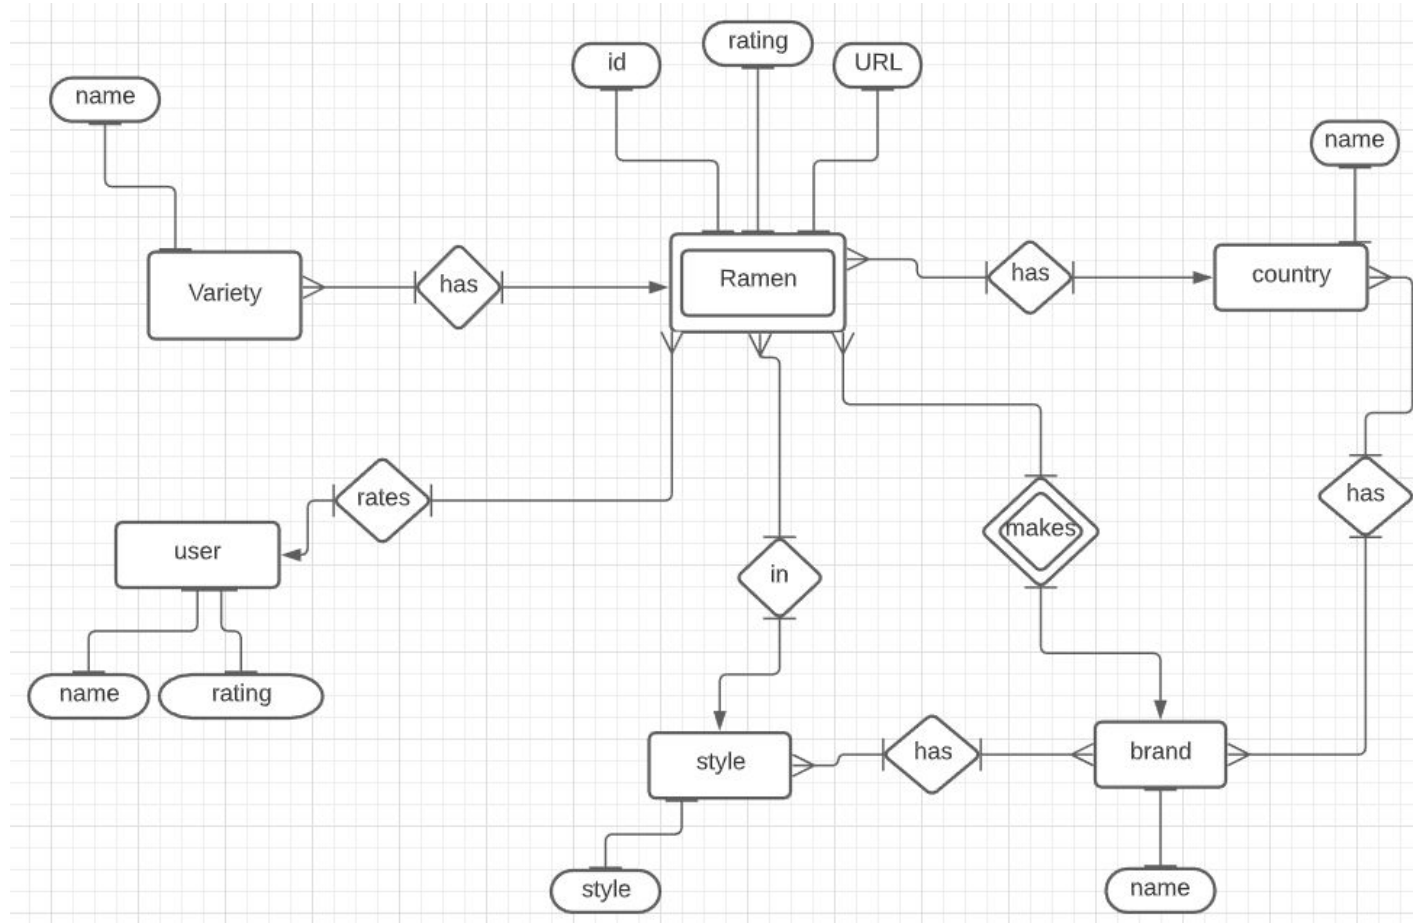 rating
id
URL
name
name
Ramen
country
has
has
Variety
has
rates
makes
user
in
name
rating
has
brand
style
style
name